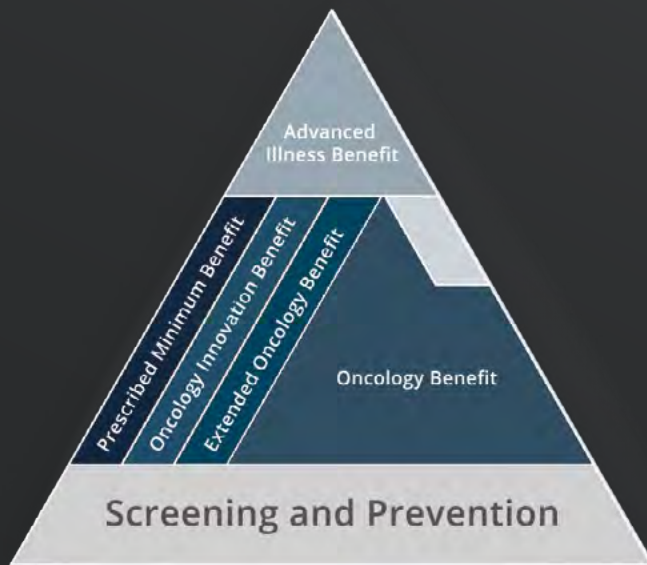 Advanced
Illness Benefit
Prescribed Minimum Benefit
Oncology Innovation Benefit
Extended Oncology Benefit
Oncology Benefit
Screening and Prevention